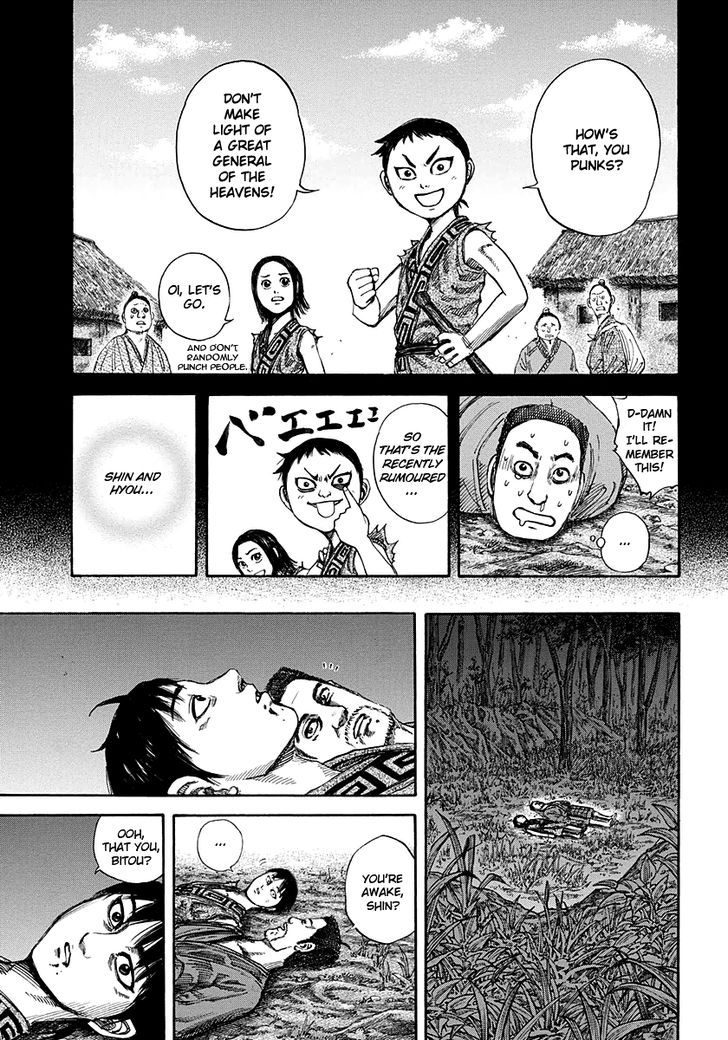 HOW'S
THAT, YOU
PUNKS?
DON'T
MAKE
LIGHT OF
A GREAT
GENERAL
OF THE
HEAVENS!
OI, LET'S
GO.
AND DON'T
RANDOMLY
PUNCH PEOPLE.
D-DAMN
IT!
I'LL RE-
MEMBER
THIS!
...
SO
THAT'S THE
RECENTLY
RUMOURED
...
ベエエエ
SHIN AND
HYOU...
YOU'RE
AWAKE,
SHIN?
...
OOH,
THAT YOU,
BITOU?